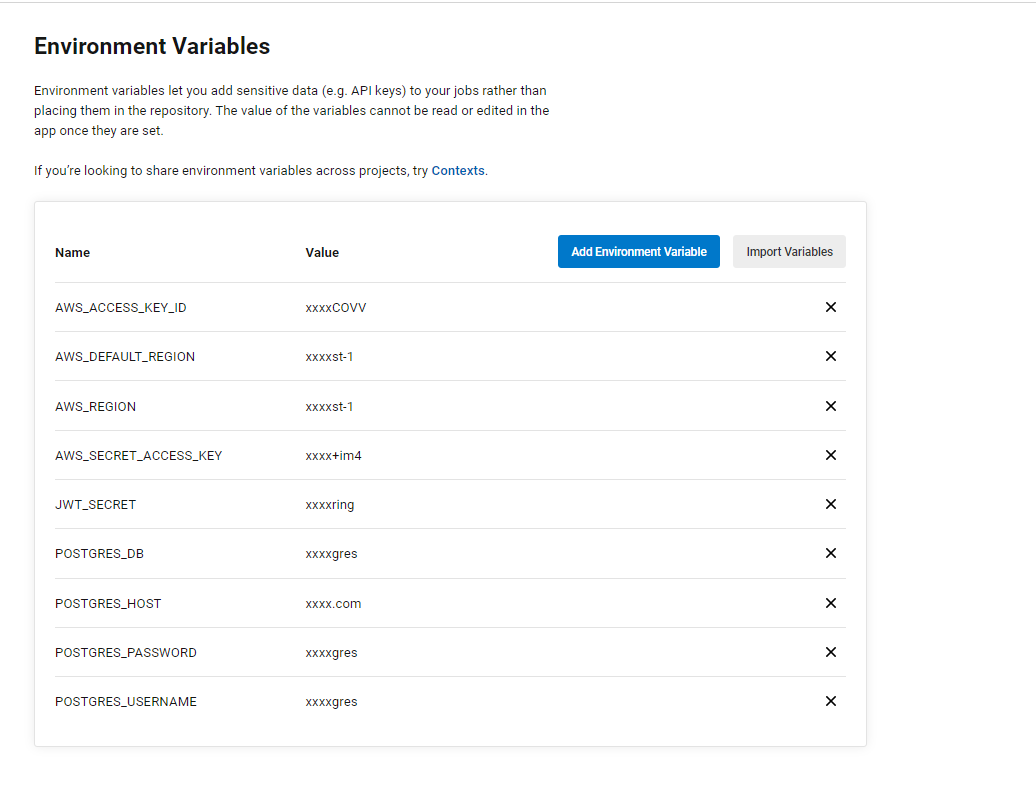 Environment Variables
Environment variables let you add sensitive data (e.g. API keys) to your jobs rather than
placing them in the repository. The value of the variables cannot be read or edited in the
app once they are set.
If you're looking to share environment variables across projects, try Contexts.
Name Value Add Environment Variable Import Variables
AWS_ACCESS_KEY_ID xxxxCOVV
AWS_DEFAULT_REGION xxxxst-1
AWS_REGION xxxxst-1
AWS_SECRET_ACCESS_KEY xxxx+im4
JWT_SECRET xxxxring
POSTGRES_DB xxxxgres
POSTGRES_HOST xxxx.com
POSTGRES_PASSWORD xxxxgres
POSTGRES_USERNAME xxxxgres